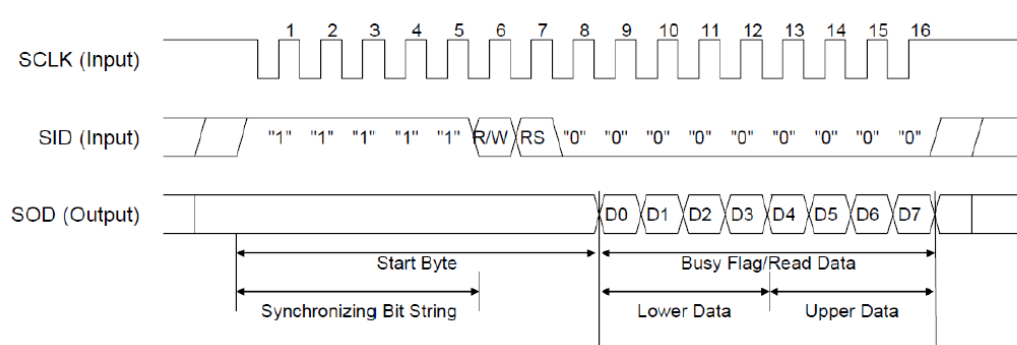 1 2 3 4 5 6 7 8 9 10 11 12 13 14 15 16
SCLK (Input)
SID (Input) "1" "1" "1" "1" "1" R/W RS "0" "0" "0" "0" "0" "0" "0" "0" "0"
SOD (Output) D0 D1 D2 D3 D4 D5 D6 D7
Start Byte Busy Flag/Read Data
Synchronizing Bit String Lower Data Upper Data